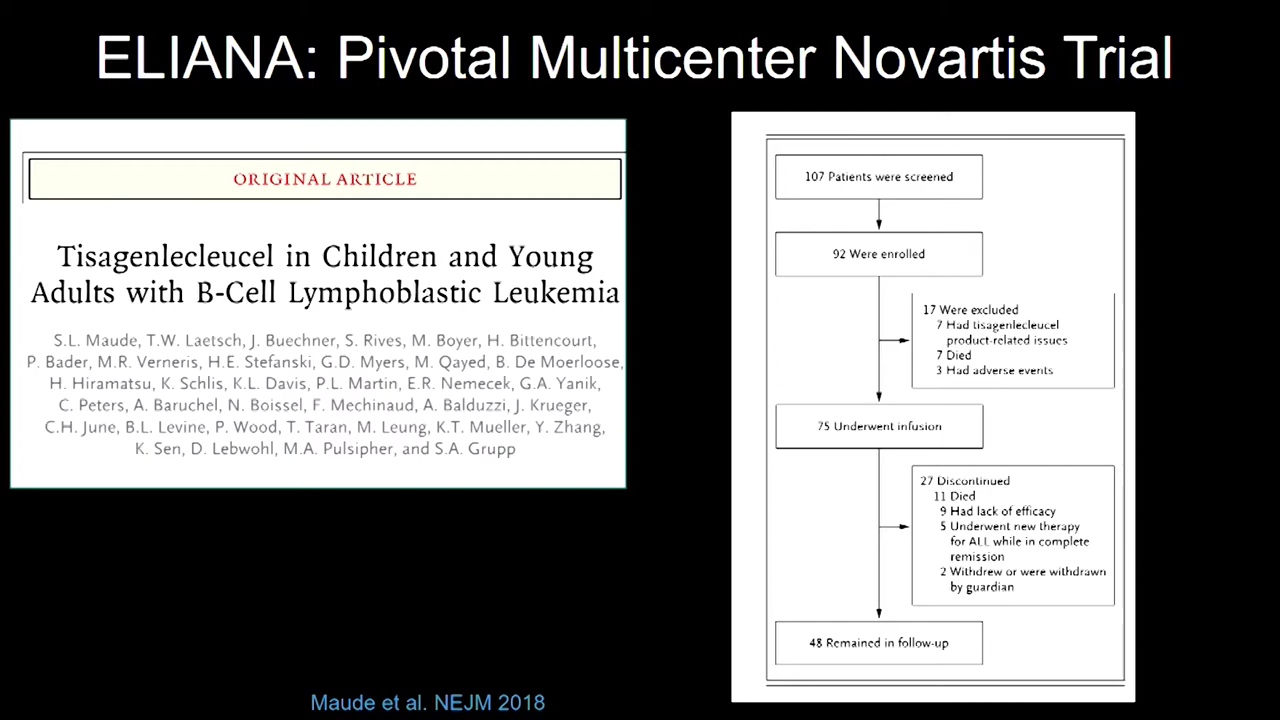 ELIANA: Pivotal Multicenter Novartis Trial
ORIGINAL ARTICLE
Tisagenlecleucel in Children and Young
Adults with B-Cell Lymphoblastic Leukemia
S.L. Maude, T.W. Laetsch, J. Buechner, S. Rives, M. Boyer, H. Bittencourt,
P. Bader, M.R. Verneris, H.E. Stefanski, G.D. Myers, M. Qayed, B. De Moerloose,
H. Hiramatsu, K. Schlis, K.L. Davis, P.L. Martin, E.R. Nemecek, G.A. Yanik,
C. Peters, A. Baruchel, N. Boissel, F. Mechinaud, A. Balduzzi, J. Krueger,
C.H. June, B.L. Levine, P. Wood, T. Taran, M. Leung, K.T. Mueller, Y. Zhang,
K. Sen, D. Lebwohl, M.A. Pulsipher, and S.A. Grupp
107 Patients were screened
92 Were enrolled
17 Were excluded
7 Had tisagenlecleucel
product-related issues
7 Died
3 Had adverse events
75 Underwent infusion
27 Discontinued
11 Died
9 Had lack of efficacy
5 Underwent new therapy
for ALL while in complete
remission
2 Withdrew or were withdrawn
by guardian
48 Remained in follow-up
Maude et al. NEJM 2018